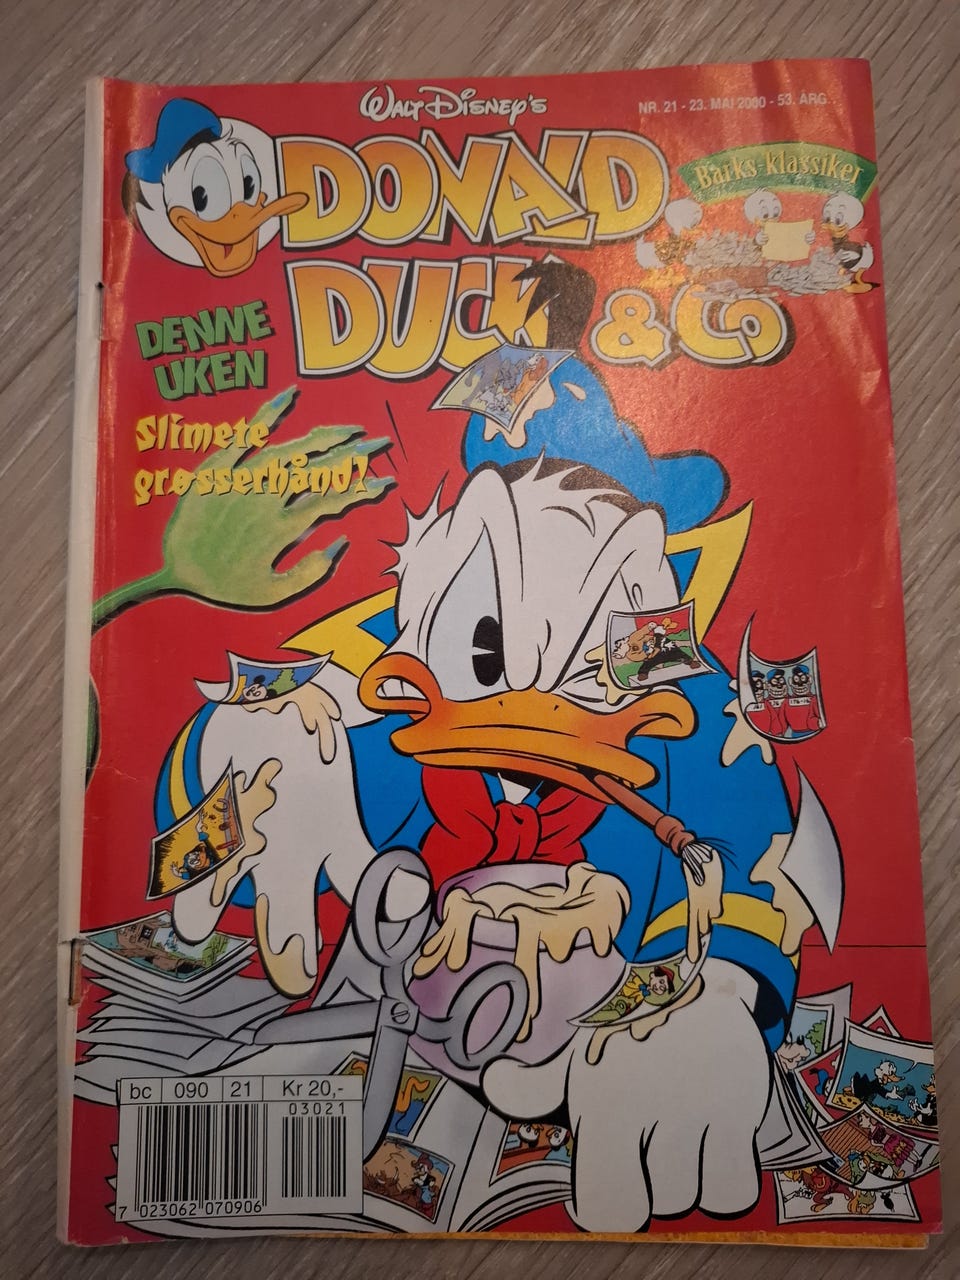 WALT DISNEY'S
NR. 21 - 23. MAI 2000 - 53. ÅRG.
DONALD
DUCK & Co
Barks-klassiker
DENNE
UKEN
Slimete
grøsserhånd!
bc 090 21 Kr 20,-
03021
7 023062 070906